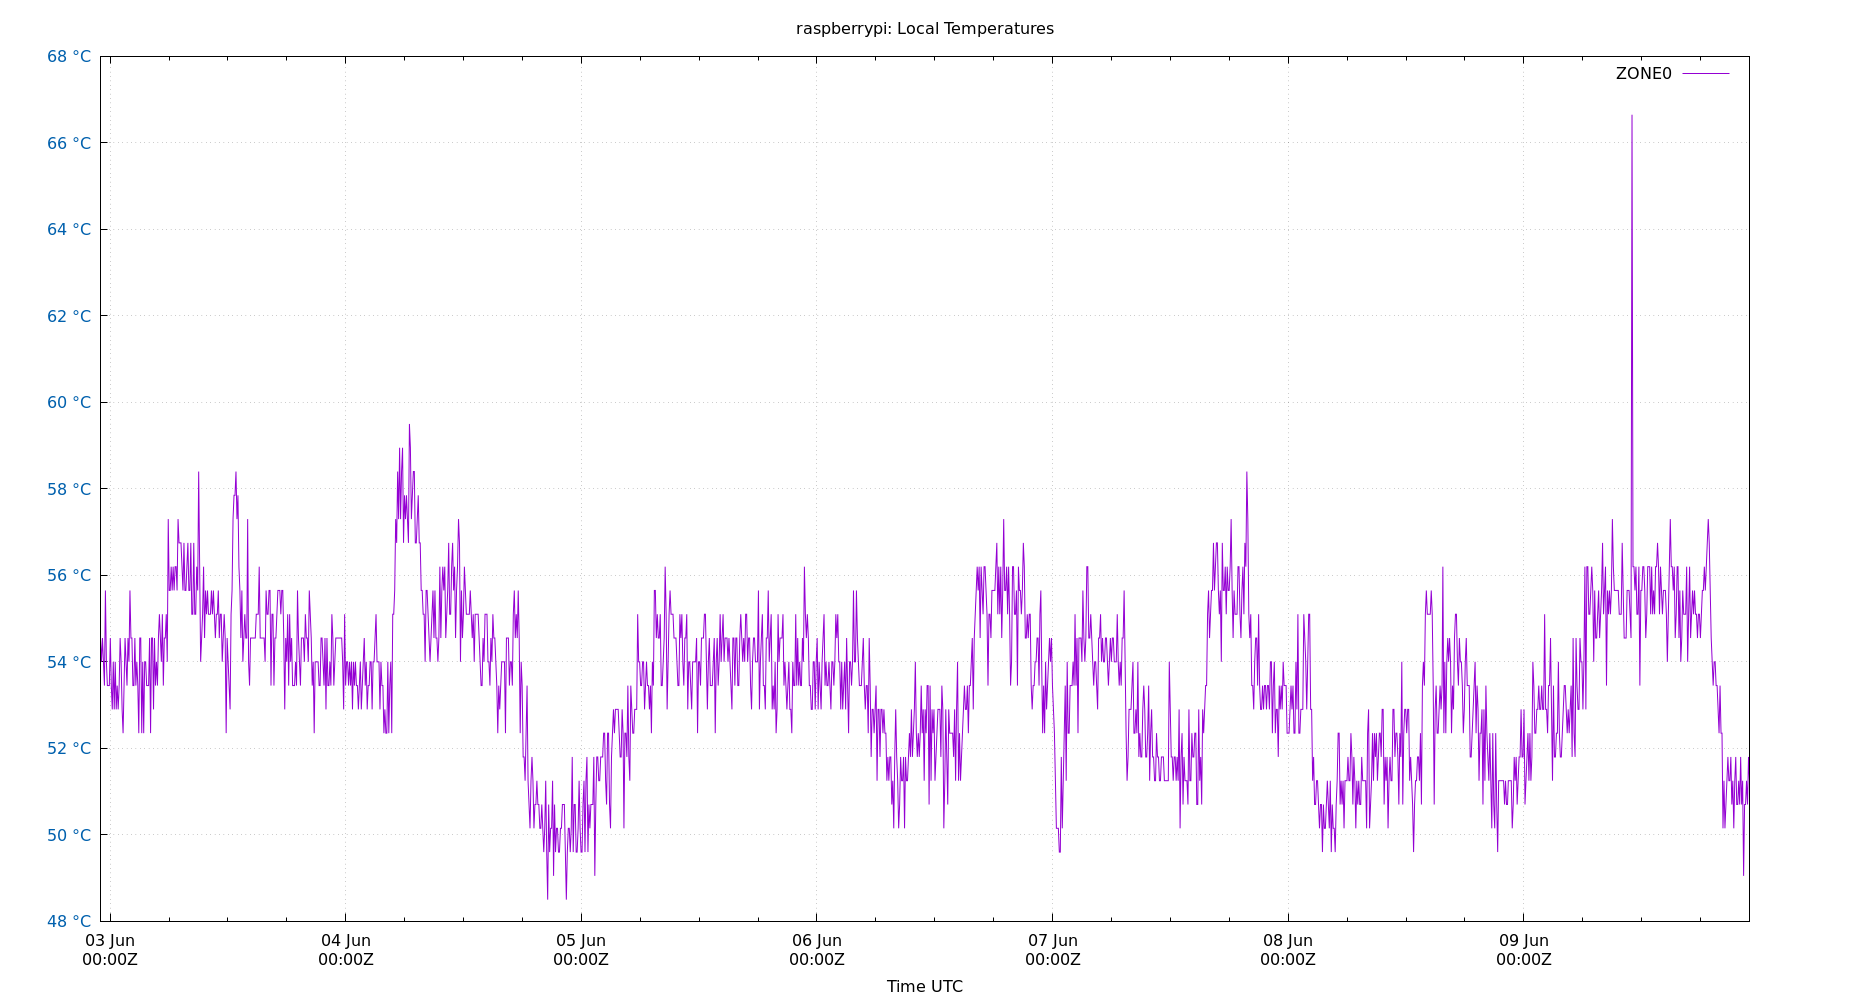 raspberrypi: Local Temperatures
68 °C
ZONE0
66 °C
64 °C
62 °C
60 °C
58 °C
56 °C
54 °C
52 °C
50 °C
48 °C
03 Jun 04 Jun 05 Jun 06 Jun 07 Jun 08 Jun 09 Jun
00:00Z 00:00Z 00:00Z 00:00Z 00:00Z 00:00Z 00:00Z
Time UTC